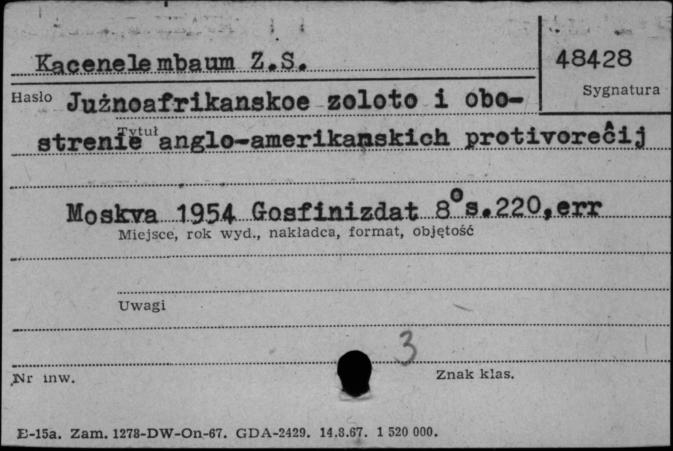 Kacenelembaum Z.S.
48428
Hasło
Sygnatura
Jużnoafrikanskoe zoloto i obo-
Tytuł
strenie anglo-amerikanskich protivorečij
Moskva 1954 Gosfinizdat 8° s.220,err
Miejsce, rok wyd., nakładca, format, objętość
Uwagi
3
Nr inw.
Znak klas.
E-15a. Zam. 1278-DW-On-67. GDA-2429. 14.8.67. 1 520 000.